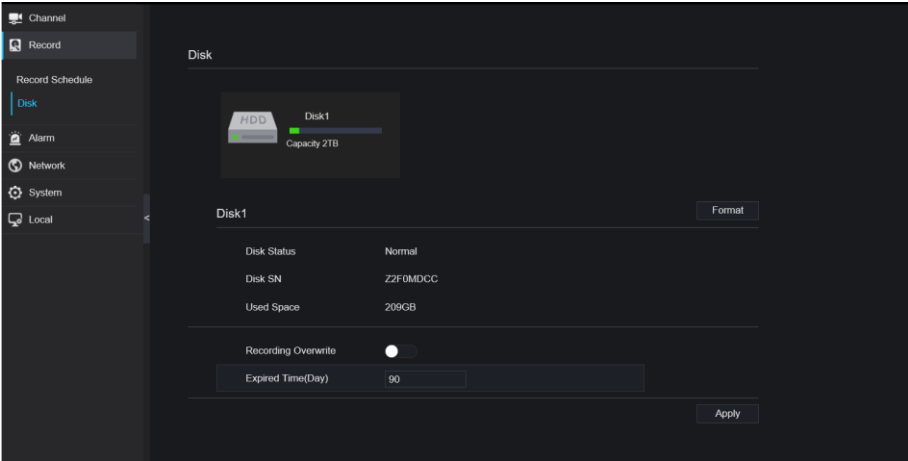 Channel
Record
Record Schedule
Disk
Alarm
Network
System
Local
<
Disk
HDD
Disk1
Capacity 2TB
Disk1
Format
Disk Status Normal
Disk SN Z2F0MDCC
Used Space 209GB
Recording Overwrite
Expired Time(Day) 90
Apply